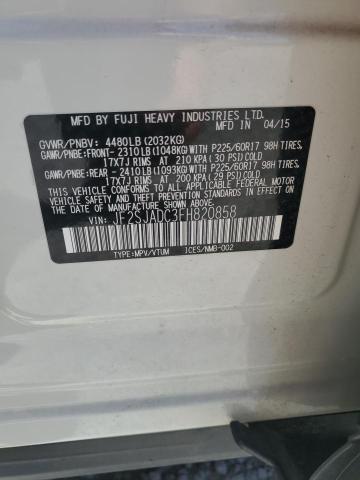 MFD BY FUJI HEAVY INDUSTRIES LTD.
MFD IN 04/15
GVWR/PNBV: 4480LB (2032KG)
GAWR/PNBE:FRONT- 2310LB (1048KG) WITH P225/60R17 98H TIRES,
17X7J RIMS AT 210 KPA (30 PSI) COLD
GAWR/PNBE:REAR - 2410LB (1093KG) WITH P225/60R17 98H TIRES,
17X7J RIMS AT 200 KPA (29 PSI) COLD
THIS VEHICLE CONFORMS TO ALL APPLICABLE
FEDERAL MOTOR VEHICLE SAFETY STANDARDS IN
EFFECT ON THE DATE OF MANUFACTURE SHOWN ABOVE.
VIN: JF2SJADC3FH820858
TYPE:MPV/VTUM ICES/NMB-002